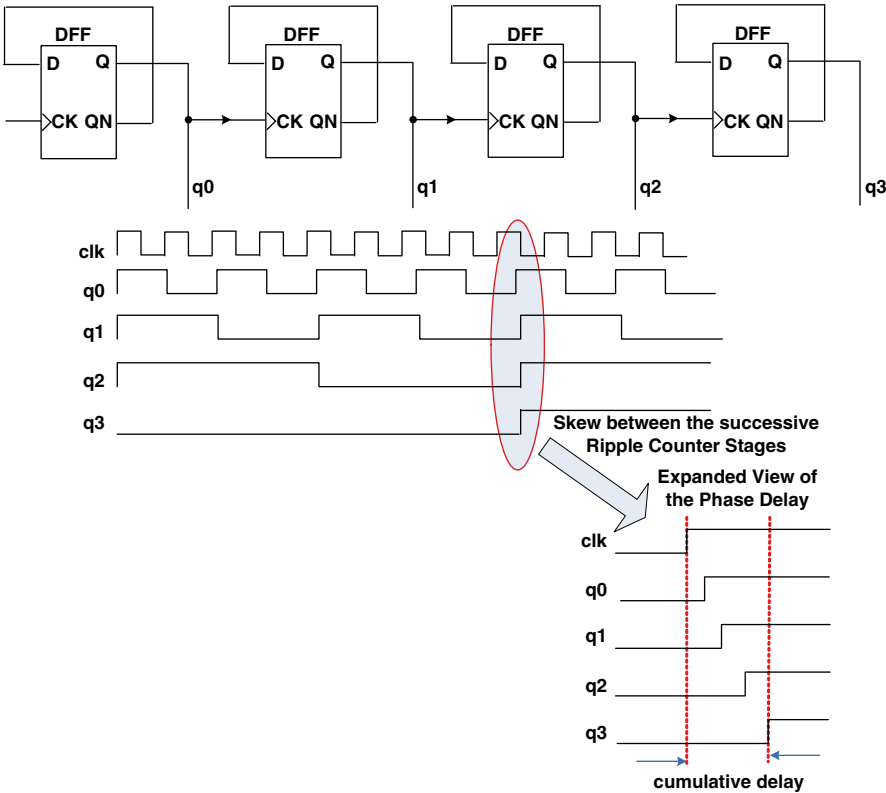 DFF DFF DFF DFF
D Q D Q D Q D Q
CK QN CK QN CK QN CK QN
q0 q1 q2 q3
clk
q0
q1
q2
q3
Skew between the successive
Ripple Counter Stages
Expanded View of
the Phase Delay
clk
q0
q1
q2
q3
cumulative delay